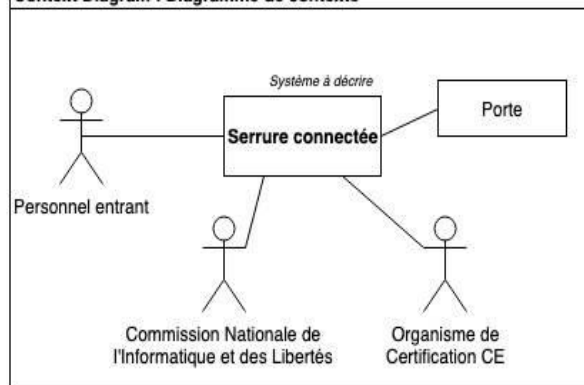 Context Diagram : Diagramme de contexte
Système à décrire
Serrure connectée
Porte
Personnel entrant
Commission Nationale de
l'Informatique et des Libertés
Organisme de
Certification CE